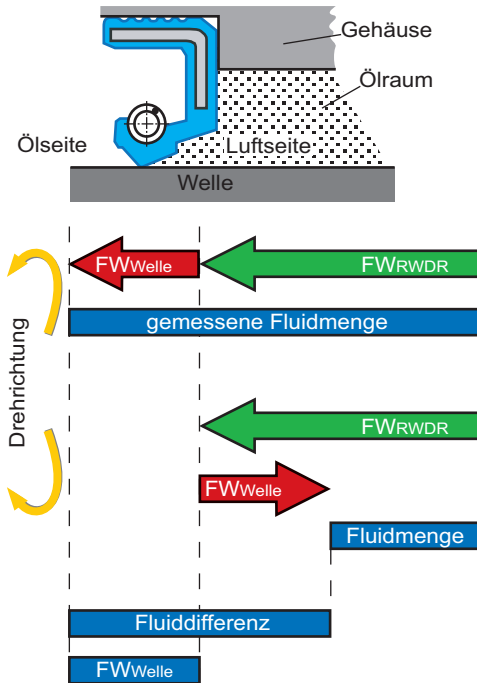 Gehäuse
Ölraum
Ölseite
Luftseite
Welle
FWWelle
FWRWDR
gemessene Fluidmenge
Drehrichtung
FWRWDR
FWWelle
Fluidmenge
Fluiddifferenz
FWWelle